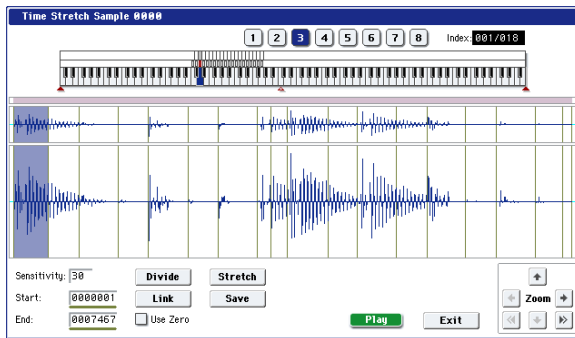 Time Stretch Sample 0000
1 2 3 4 5 6 7 8 Index: 001/018
Sensitivity: 30 Divide Stretch
Start: 0000001 Link Save
End: 0007467 Use Zero Play Exit
Zoom